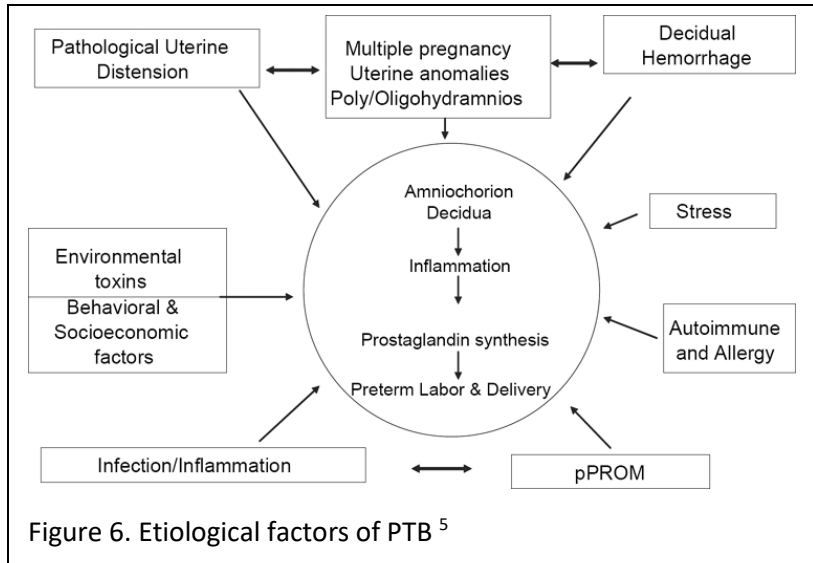 Pathological Uterine
Distension
Multiple pregnancy
Uterine anomalies
Poly/Oligohydramnios
Decidual
Hemorrhage
Amniochorion
Decidua
Inflammation
Prostaglandin synthesis
Preterm Labor & Delivery
Stress
Environmental
toxins
Behavioral &
Socioeconomic
factors
Autoimmune
and Allergy
Infection/Inflammation
pPROM
Figure 6. Etiological factors of PTB 5